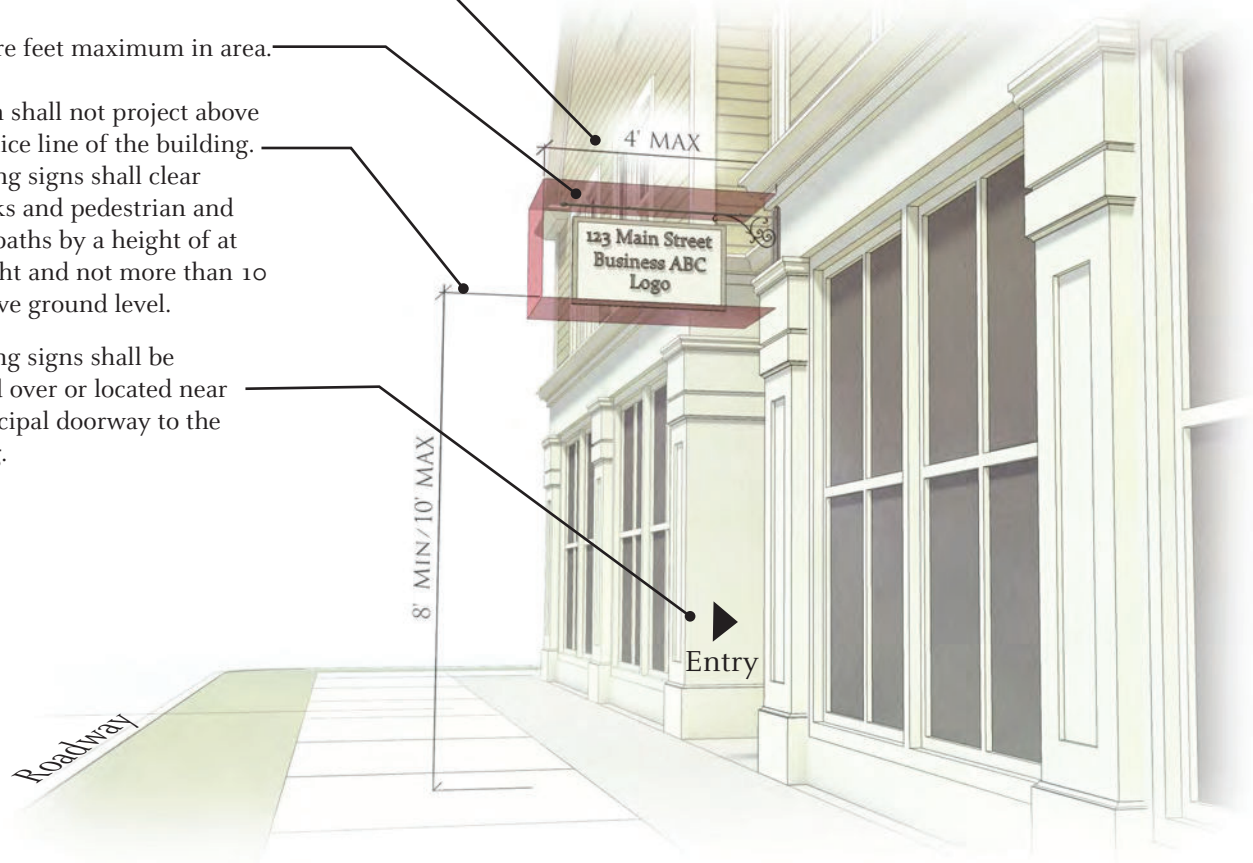 re feet maximum in area.
n shall not project above
ice line of the building.
ng signs shall clear
ks and pedestrian and
paths by a height of at
ht and not more than 10
ve ground level.
ng signs shall be
d over or located near
cipal doorway to the
g.
4' MAX
123 Main Street
Business ABC
Logo
8' MIN/10' MAX
Entry
Roadway